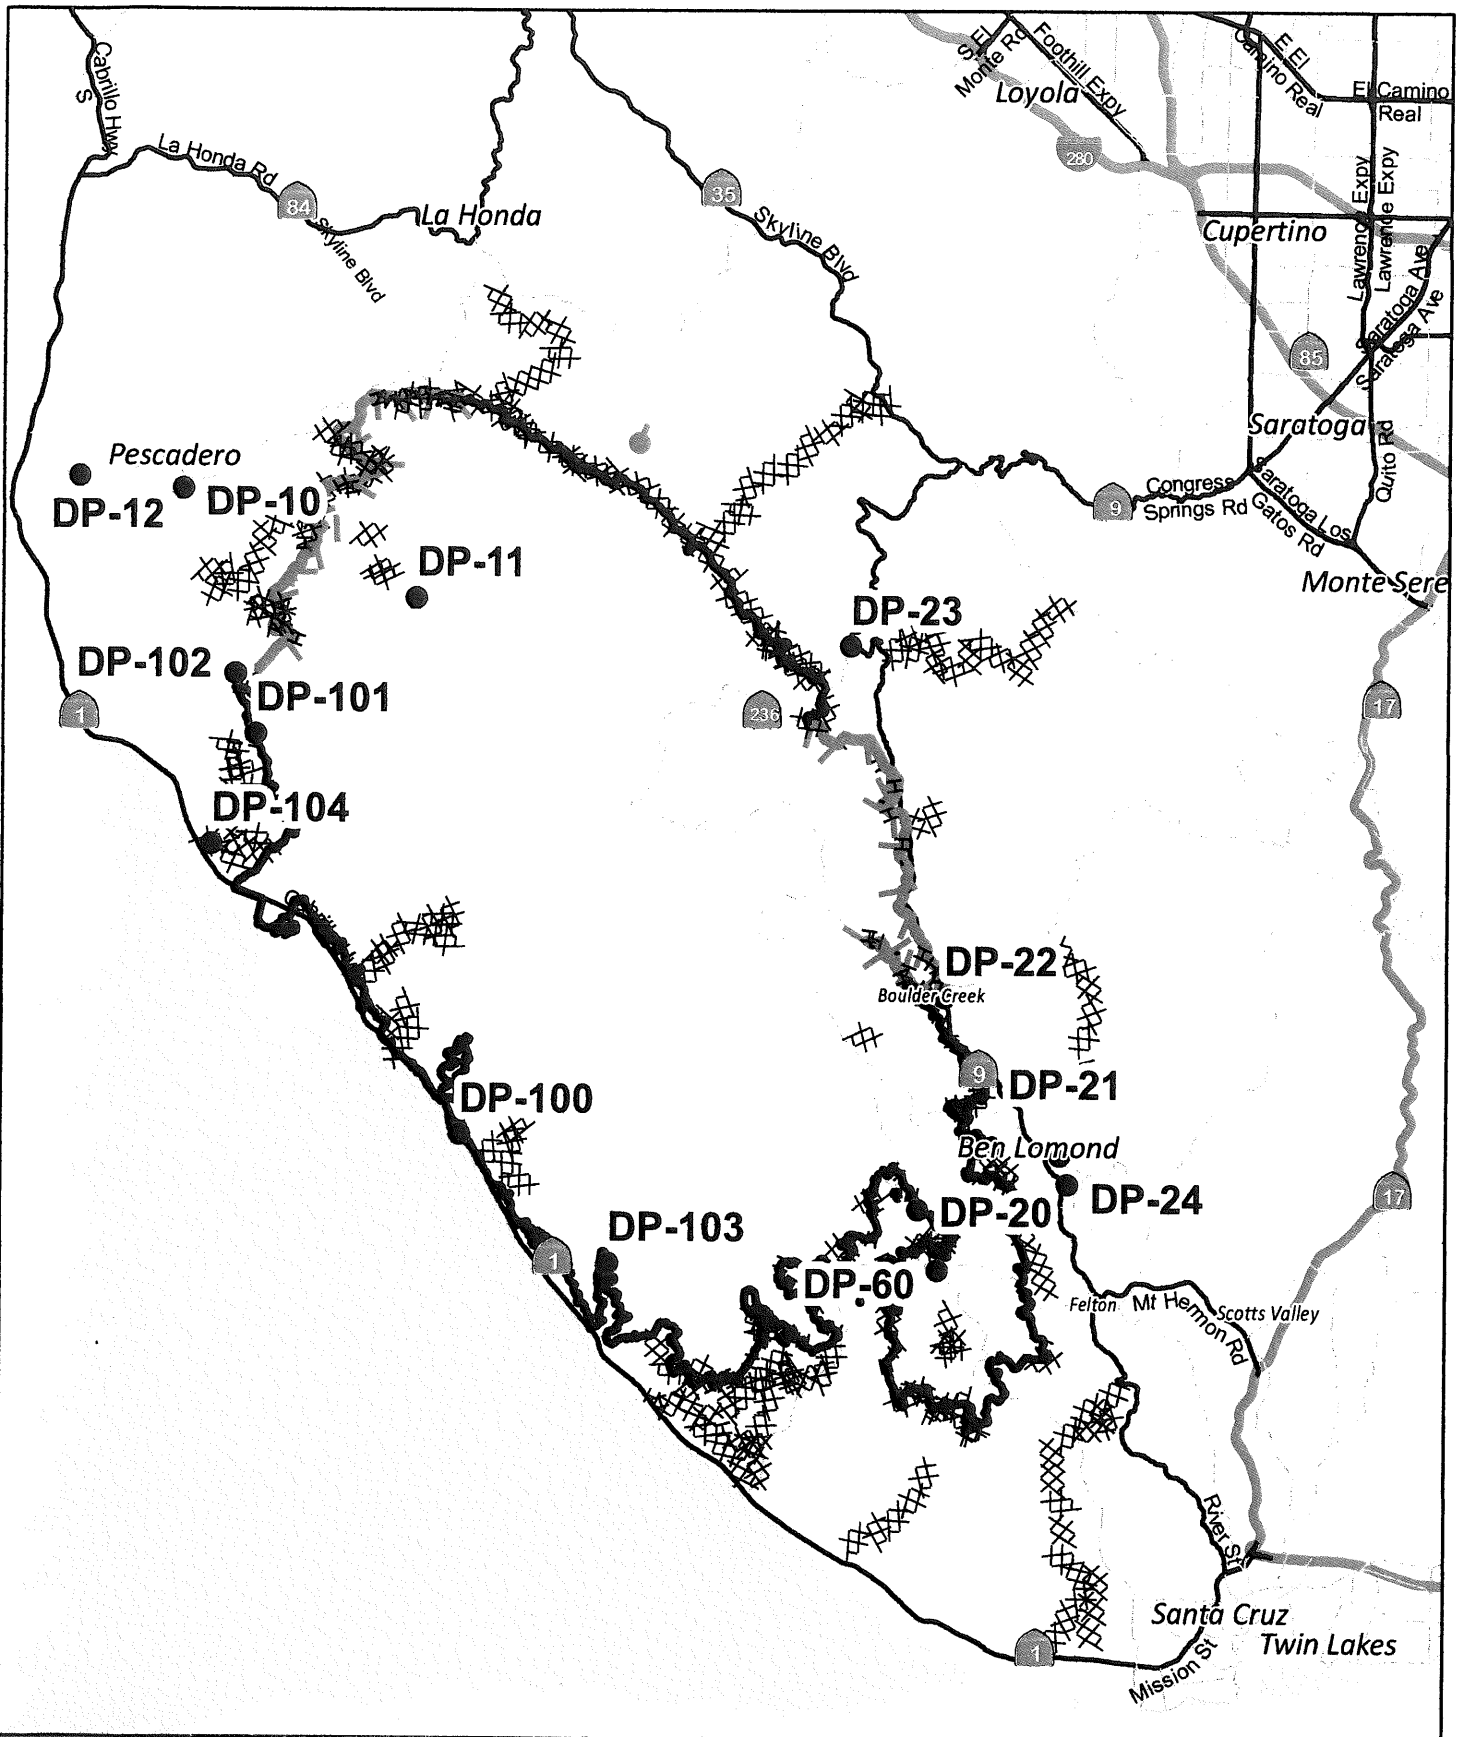 S El
Monte Rd
Foothill Expy
Loyola
E El
Camino Real
El Camino
Real
Cabrillo Hwy
S
La Honda Rd
84
La Honda
Skyline Blvd
35
Skyline Blvd
280
Cupertino
Lawrence Expy
Lawrence Expy
Saratoga Ave
Saratoga Ave
85
Saratoga
Quito Rd
Pescadero
DP-12
DP-10
DP-11
9
Congress
Springs Rd
Saratoga Los
Gatos Rd
Monte Sere
DP-23
DP-102
DP-101
1
236
17
DP-104
DP-22
Boulder Creek
9
DP-21
DP-100
Ben Lomond
DP-24
17
DP-20
DP-103
1
DP-60
Felton
Mt Hermon
Rd
Scotts Valley
River St
Santa Cruz
Twin Lakes
1
Mission St